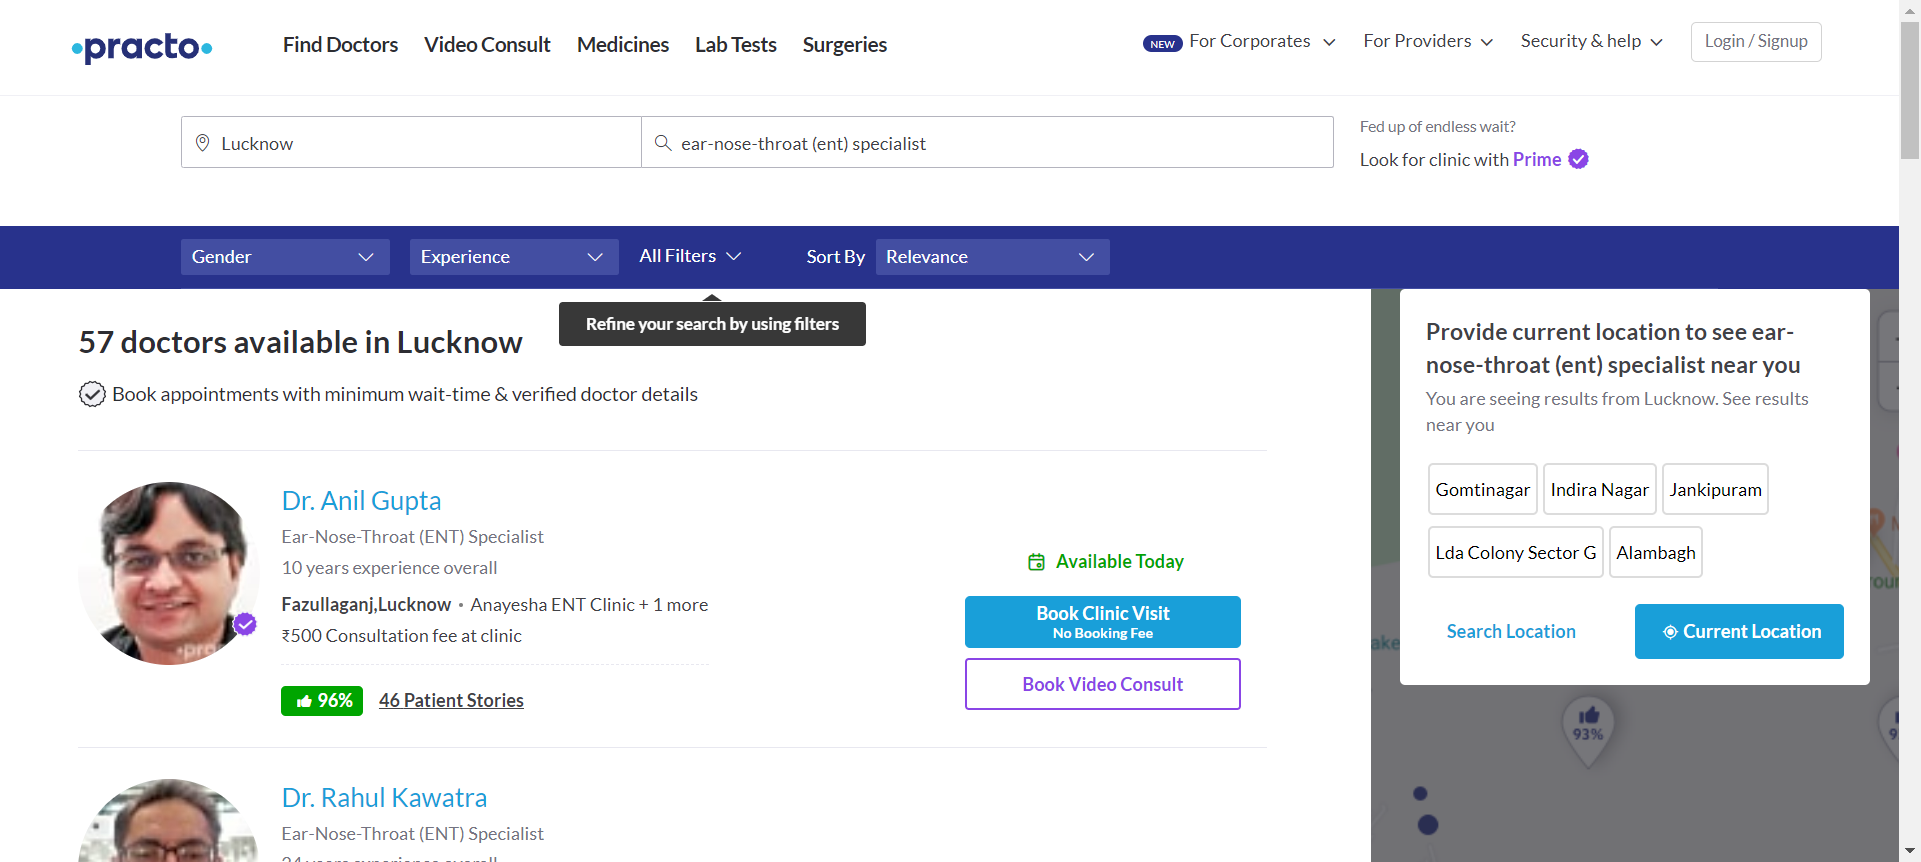 practo
Find Doctors
Video Consult
Medicines
Lab Tests
Surgeries
NEW For Corporates
For Providers
Security & help
Login / Signup
Lucknow
ear-nose-throat (ent) specialist
Fed up of endless wait?
Look for clinic with Prime
Gender
Experience
All Filters
Sort By
Relevance
Refine your search by using filters
57 doctors available in Lucknow
Book appointments with minimum wait-time & verified doctor details
Dr. Anil Gupta
Ear-Nose-Throat (ENT) Specialist
10 years experience overall
Fazullaganj,Lucknow • Anayesha ENT Clinic + 1 more
₹500 Consultation fee at clinic
96%
46 Patient Stories
Available Today
Book Clinic Visit
No Booking Fee
Book Video Consult
Dr. Rahul Kawatra
Ear-Nose-Throat (ENT) Specialist
Provide current location to see ear-
nose-throat (ent) specialist near you
You are seeing results from Lucknow. See results
near you
Gomtinagar
Indira Nagar
Jankipuram
Lda Colony Sector G
Alambagh
Search Location
Current Location
93%